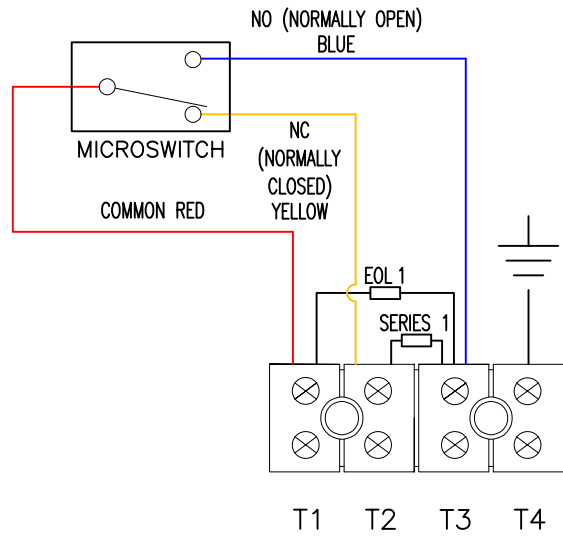 NO (NORMALLY OPEN)
BLUE
MICROSWITCH
NC
(NORMALLY
CLOSED)
YELLOW
COMMON RED
EOL 1
SERIES 1
T1 T2 T3 T4